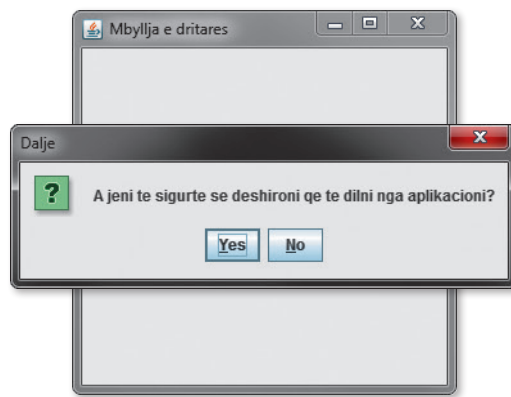 Mbyllja e dritares
Dalje
A jeni te sigurte se deshironi qe te dilni nga aplikacioni?
Yes
No